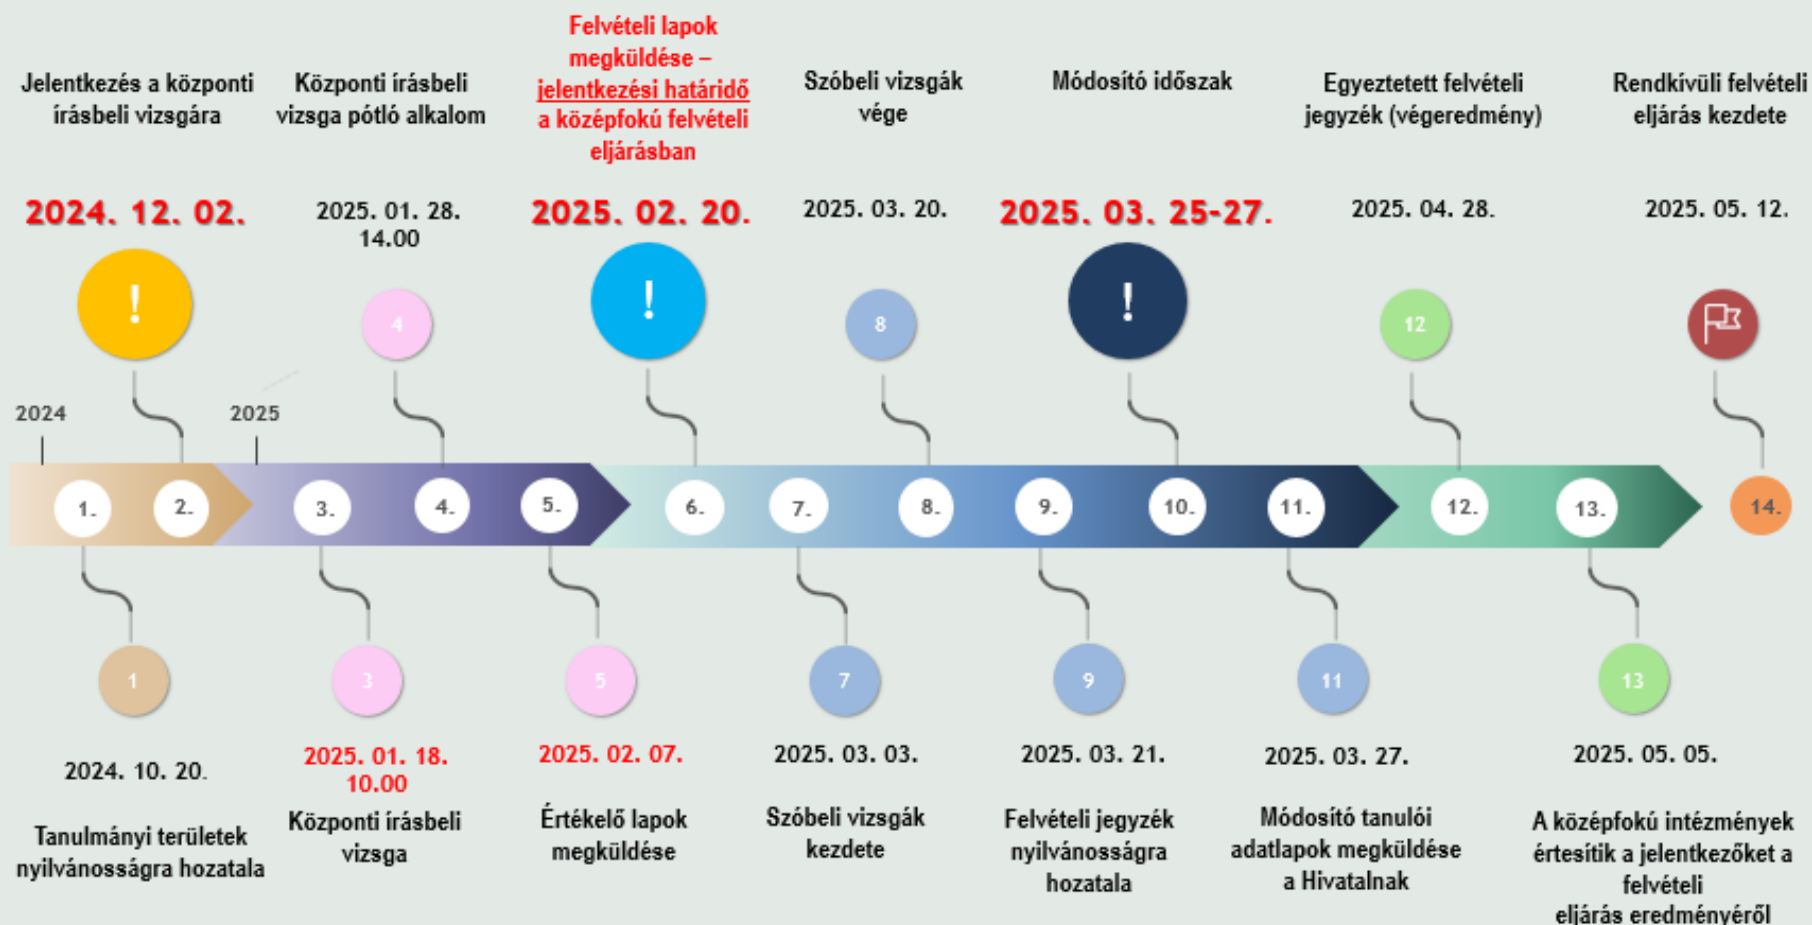 Jelentkezés a központi
írásbeli vizsgára
2024. 12. 02.
!
Központi írásbeli
vizsga pótló alkalom
2025. 01. 28.
14.00
4
Felvételi lapok
megküldése –
jelentkezési határidő
a középfokú felvételi
eljárásban
2025. 02. 20.
!
Szóbeli vizsgák
vége
2025. 03. 20.
8
Módosító időszak
2025. 03. 25-27.
!
Egyeztetett felvételi
jegyzék (végeredmény)
2025. 04. 28.
12
Rendkívüli felvételi
eljárás kezdete
2025. 05. 12.
2024
2025
1.
2.
3.
4.
5.
6.
7.
8.
9.
10.
11.
12.
13.
14.
1
2024. 10. 20.
Tanulmányi területek
nyilvánosságra hozatala
3
2025. 01. 18.
10.00
Központi írásbeli
vizsga
5
2025. 02. 07.
Értékelő lapok
megküldése
7
2025. 03. 03.
Szóbeli vizsgák
kezdete
9
2025. 03. 21.
Felvételi jegyzék
nyilvánosságra
hozatala
11
2025. 03. 27.
Módosító tanulói
adatlapok megküldése
a Hivatalnak
13
2025. 05. 05.
A középfokú intézmények
értesítik a jelentkezőket a
felvételi
eljárás eredményéről